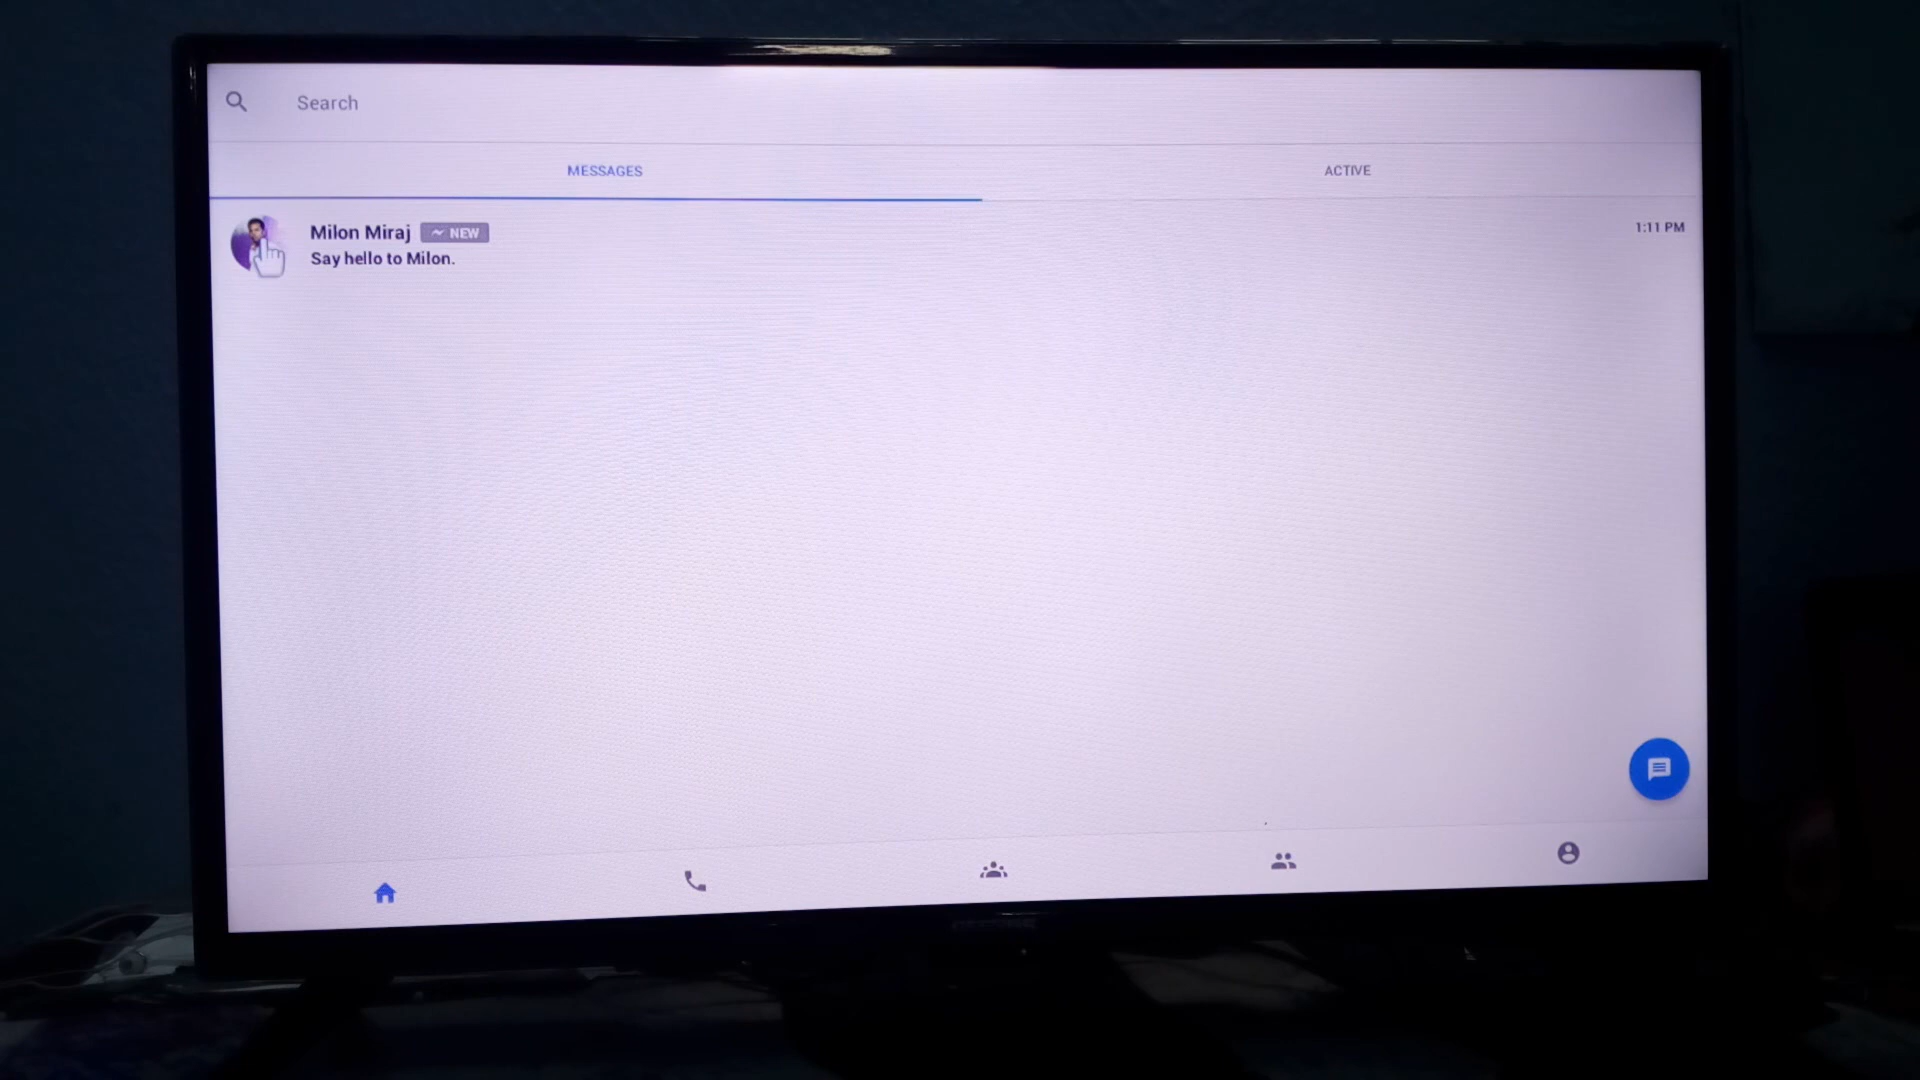 Search
MESSAGES
ACTIVE
Milon Miraj NEW
1:11 PM
Say hello to Milon.